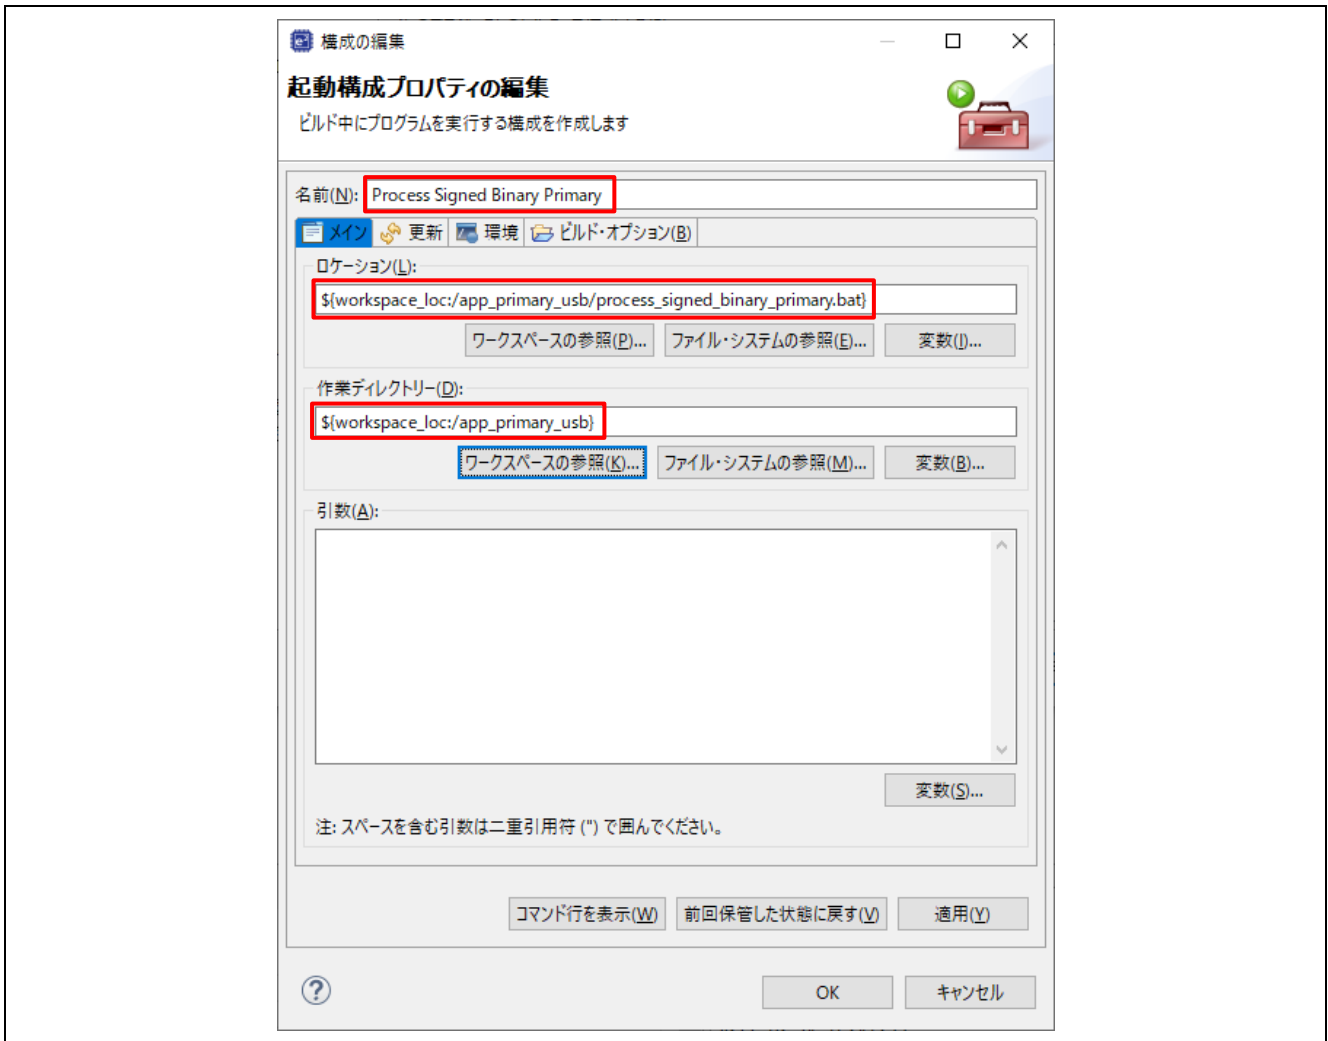 構成の編集
起動構成プロパティの編集
ビルド中にプログラムを実行する構成を作成します
名前(N): Process Signed Binary Primary
メイン 更新 環境 ビルド・オプション(B)
ロケーション(L):
${workspace_loc:/app_primary_usb/process_signed_binary_primary.bat}
ワークスペースの参照(P)... ファイル・システムの参照(E)... 変数(I)...
作業ディレクトリー(D):
${workspace_loc:/app_primary_usb}
ワークスペースの参照(K)... ファイル・システムの参照(M)... 変数(B)...
引数(A):
変数(S)...
注: スペースを含む引数は二重引用符 (") で囲んでください。
コマンド行を表示(W) 前回保管した状態に戻す(V) 適用(Y)
OK キャンセル